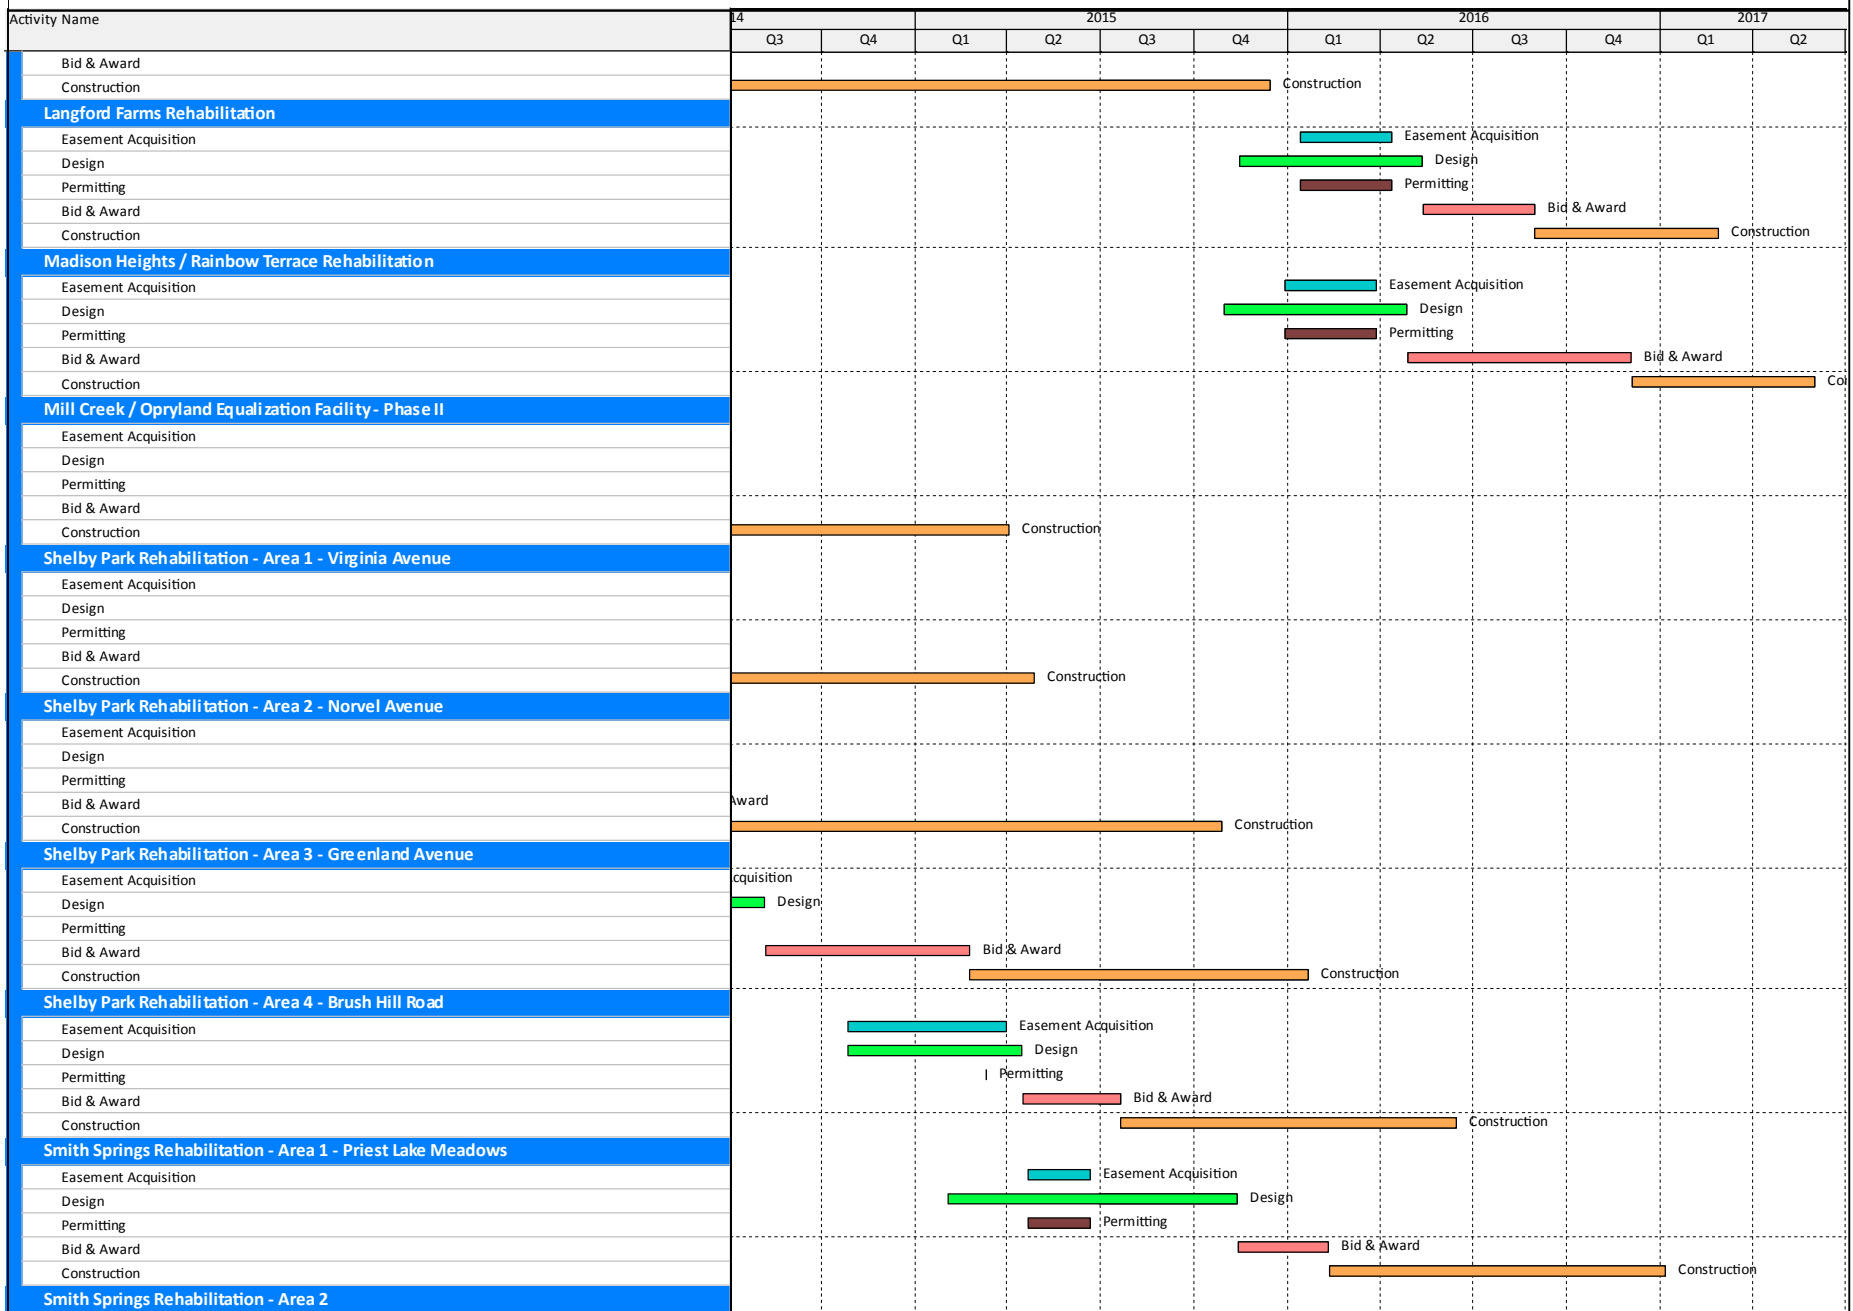 Activity Name 14 2015 2016 2017
Q3 Q4 Q1 Q2 Q3 Q4 Q1 Q2 Q3 Q4 Q1 Q2
Bid & Award
Construction Construction
Langford Farms Rehabilitation
Easement Acquisition Easement Acquisition
Design Design
Permitting Permitting
Bid & Award Bid & Award
Construction Construction
Madison Heights / Rainbow Terrace Rehabilitation
Easement Acquisition Easement Acquisition
Design Design
Permitting Permitting
Bid & Award Bid & Award
Construction Co
Mill Creek / Opryland Equalization Facility - Phase II
Easement Acquisition
Design
Permitting
Bid & Award
Construction Construction
Shelby Park Rehabilitation - Area 1 - Virginia Avenue
Easement Acquisition
Design
Permitting
Bid & Award
Construction Construction
Shelby Park Rehabilitation - Area 2 - Norvel Avenue
Easement Acquisition
Design
Permitting
Bid & Award Award
Construction Construction
Shelby Park Rehabilitation - Area 3 - Greenland Avenue
Easement Acquisition cquisition
Design Design
Permitting
Bid & Award Bid & Award
Construction Construction
Shelby Park Rehabilitation - Area 4 - Brush Hill Road
Easement Acquisition Easement Acquisition
Design Design
Permitting Permitting
Bid & Award Bid & Award
Construction Construction
Smith Springs Rehabilitation - Area 1 - Priest Lake Meadows
Easement Acquisition Easement Acquisition
Design Design
Permitting Permitting
Bid & Award Bid & Award
Construction Construction
Smith Springs Rehabilitation - Area 2